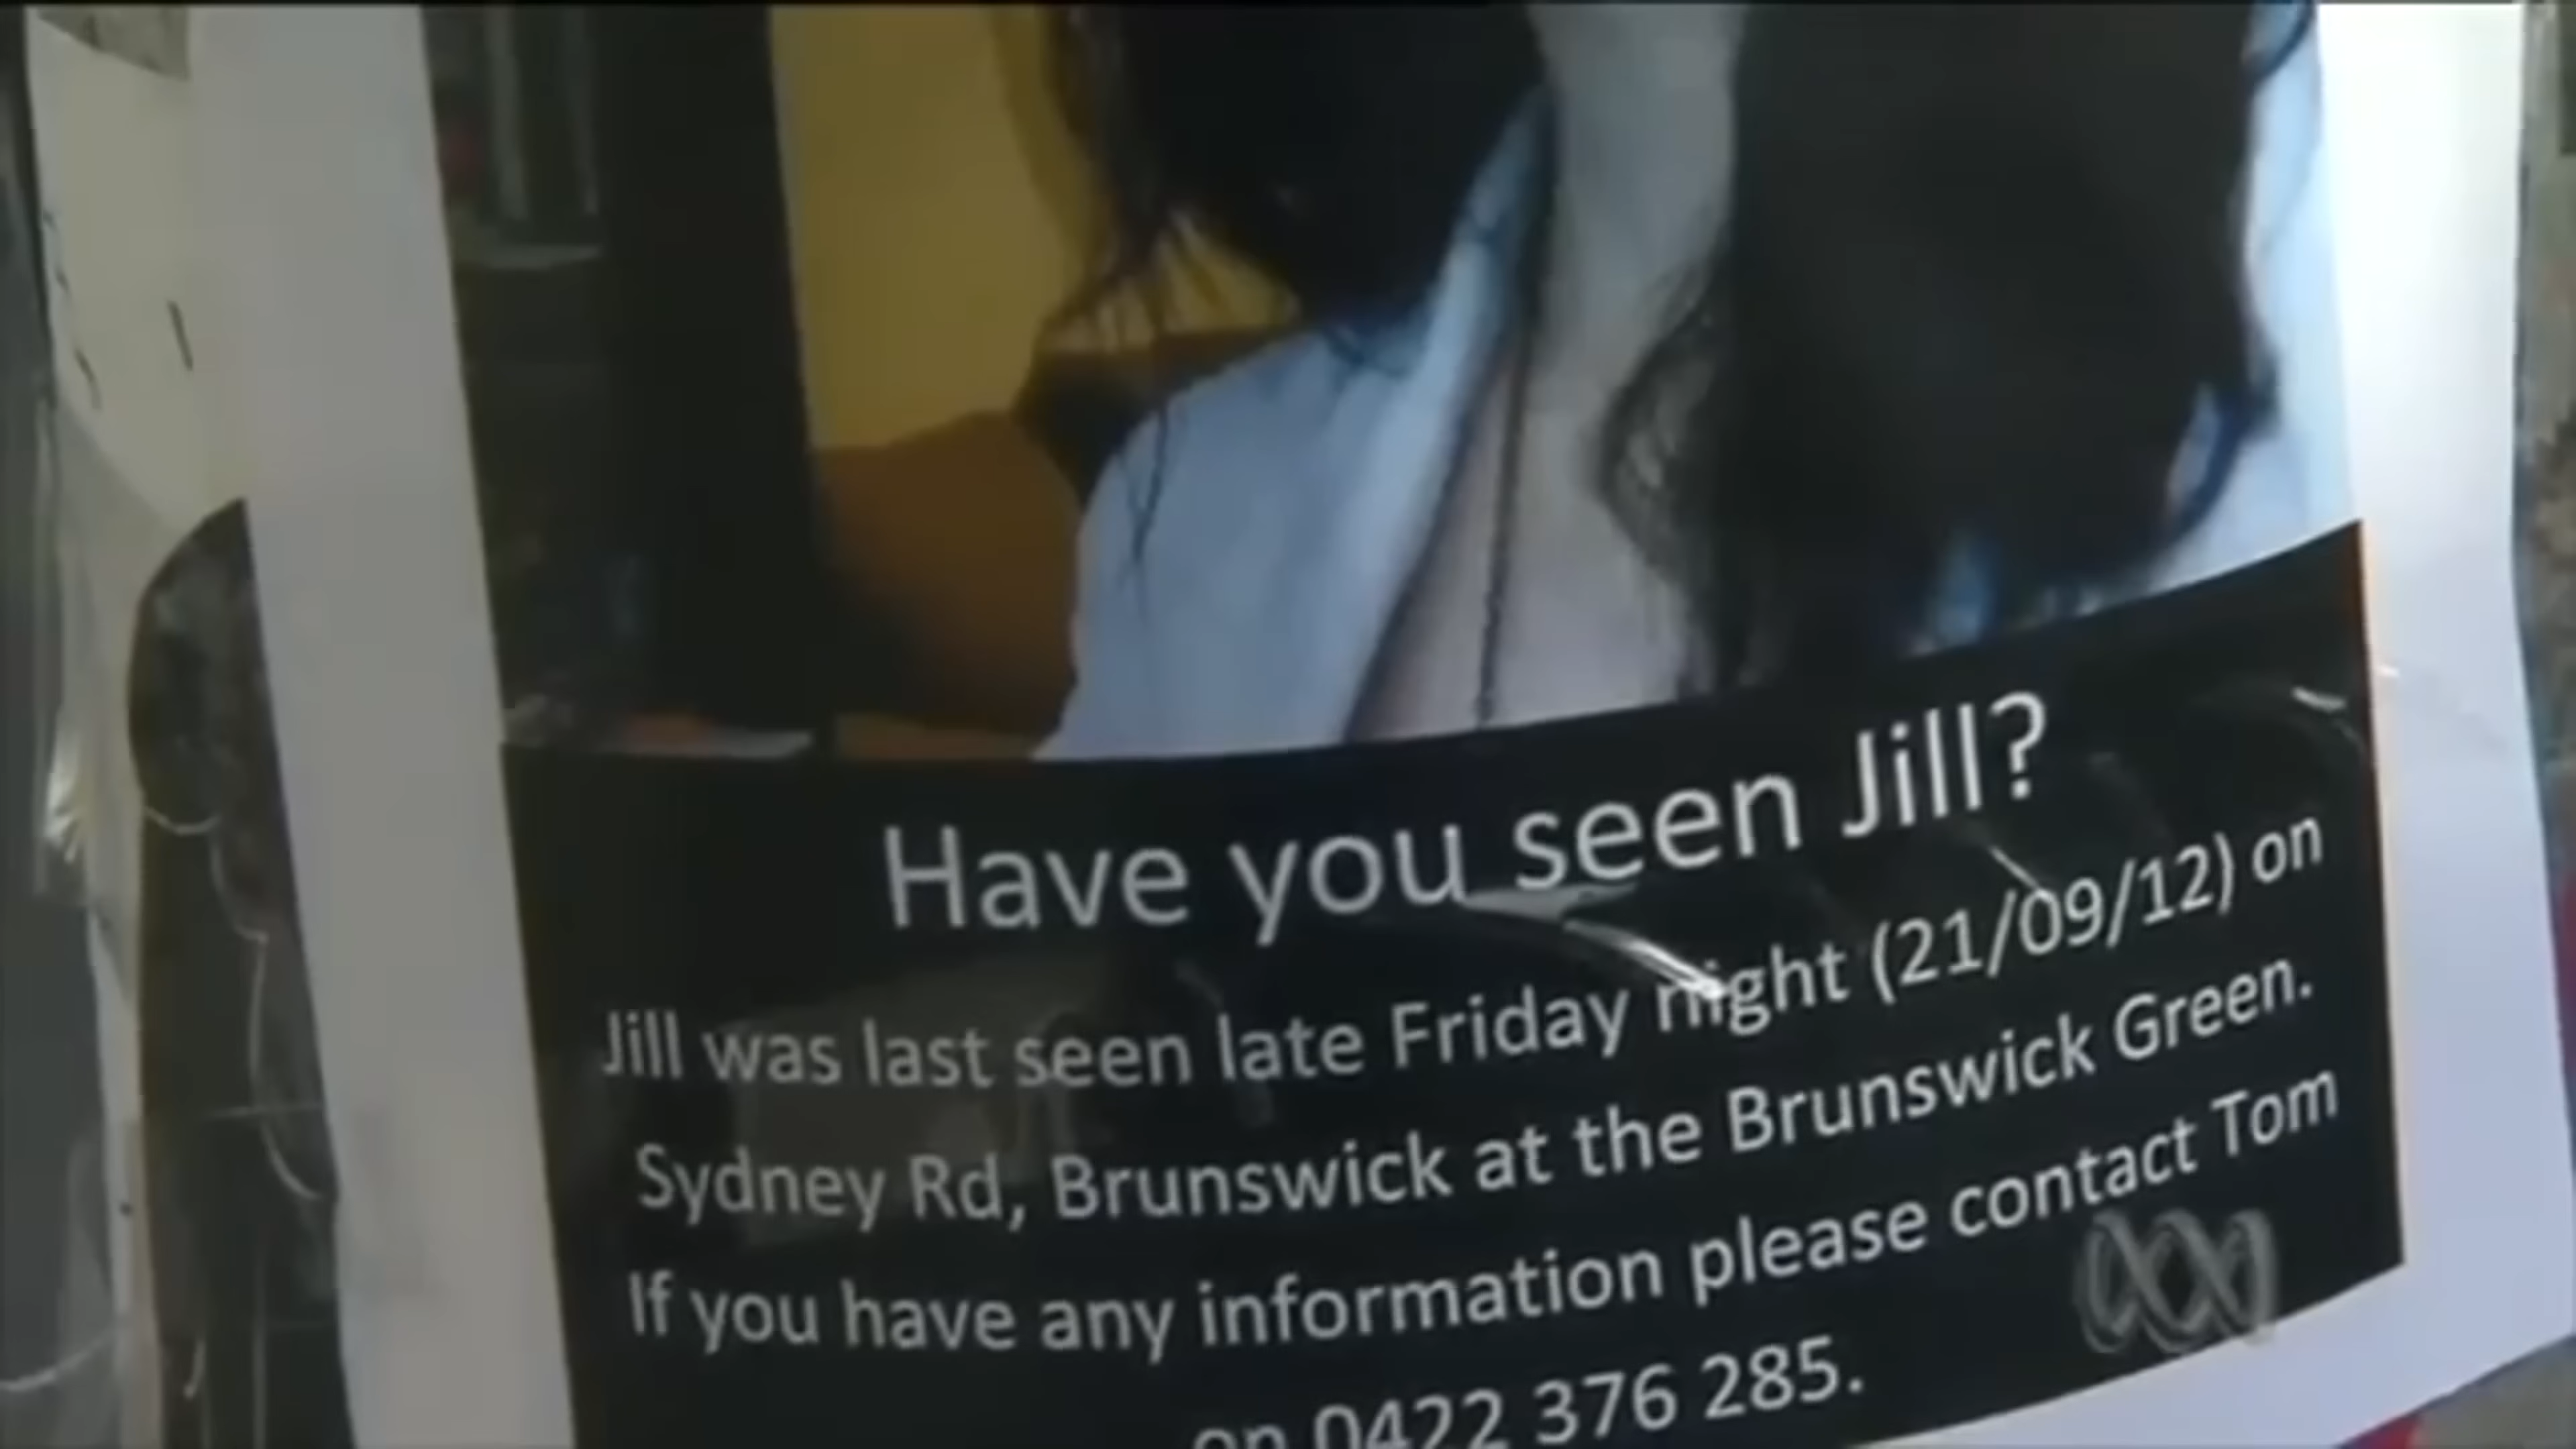 Have you seen Jill?
Jill was last seen late Friday night (21/09/12) on
Sydney Rd, Brunswick at the Brunswick Green.
If you have any information please contact Tom
on 0422 376 285.